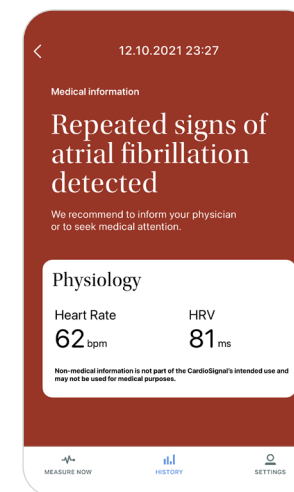 12.10.2021 23:27
Medical information
Repeated signs of
atrial fibrillation
detected
We recommend to inform your physician
or to seek medical attention.
Physiology
Heart Rate
HRV
62 bpm
81 ms
Non-medical information is not part of the CardioSignal's intended use and
may not be used for medical purposes.
MEASURE NOW
HISTORY
SETTINGS